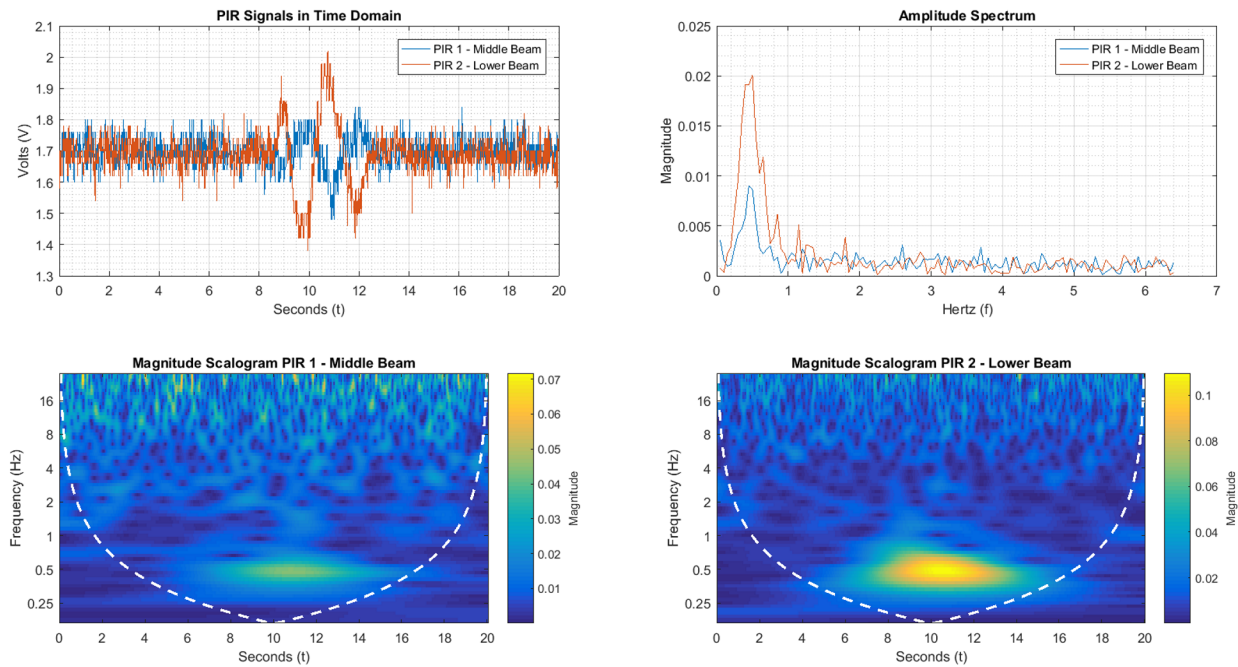 PIR Signals in Time Domain
2.1
2
1.9
1.8
1.7
1.6
1.5
1.4
1.3
Volts (V)
PIR 1 - Middle Beam
PIR 2 - Lower Beam
0 2 4 6 8 10 12 14 16 18 20
Seconds (t)
Amplitude Spectrum
0.025
0.02
0.015
0.01
0.005
0
Magnitude
PIR 1 - Middle Beam
PIR 2 - Lower Beam
0 1 2 3 4 5 6 7
Hertz (f)
Magnitude Scalogram PIR 1 - Middle Beam
16
8
4
2
1
0.5
0.25
Frequency (Hz)
0 2 4 6 8 10 12 14 16 18 20
Seconds (t)
0.07
0.06
0.05
0.04
0.03
0.02
0.01
Magnitude
Magnitude Scalogram PIR 2 - Lower Beam
16
8
4
2
1
0.5
0.25
Frequency (Hz)
0 2 4 6 8 10 12 14 16 18 20
Seconds (t)
0.1
0.08
0.06
0.04
0.02
Magnitude